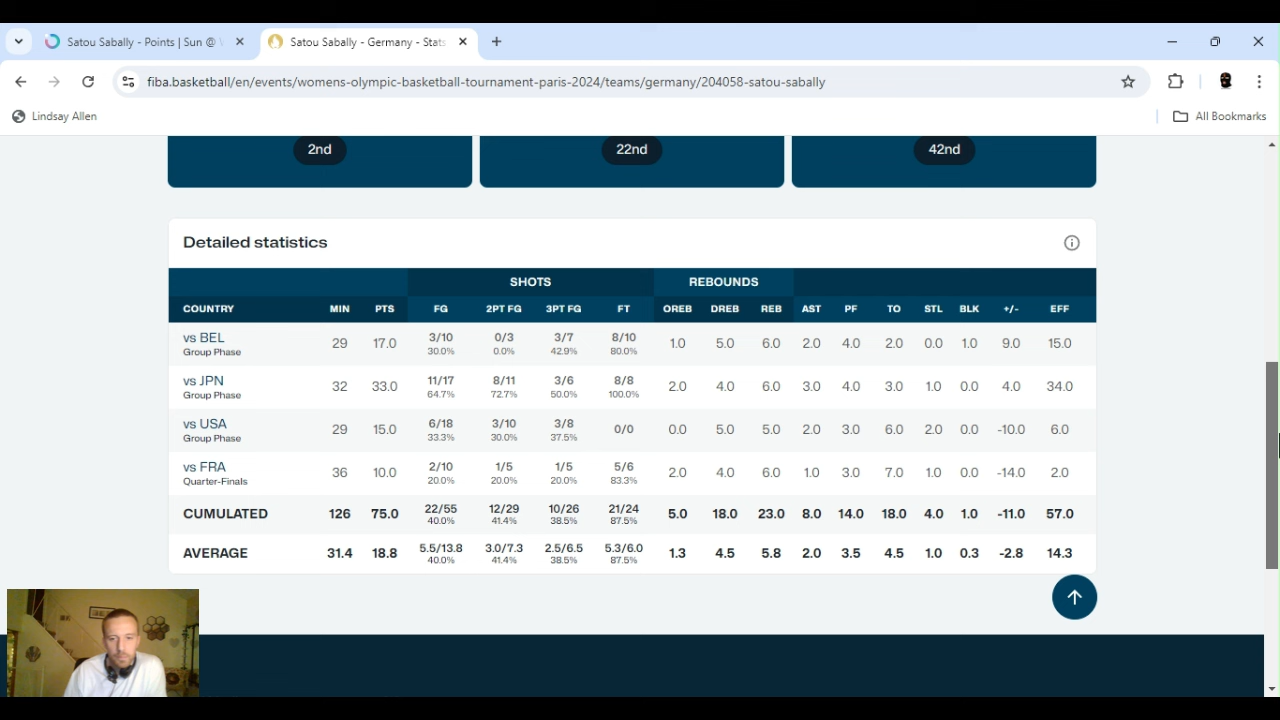 Satou Sabally - Points | Sun @ \
Satou Sabally - Germany - Stats
fiba.basketball/en/events/womens-olympic-basketball-tournament-paris-2024/teams/germany/204058-satou-sabally
Lindsay Allen
All Bookmarks
2nd 22nd 42nd
Detailed statistics
SHOTS REBOUNDS
COUNTRY MIN PTS FG 2PT FG 3PT FG FT OREB DREB REB AST PF TO STL BLK +/- EFF
vs BEL 29 17.0 3/10 0/3 3/7 8/10 1.0 5.0 6.0 2.0 4.0 2.0 0.0 1.0 9.0 15.0
Group Phase 30.0% 0.0% 42.9% 80.0%
vs JPN 32 33.0 11/17 8/11 3/6 8/8 2.0 4.0 6.0 3.0 4.0 3.0 1.0 0.0 4.0 34.0
Group Phase 64.7% 72.7% 50.0% 100.0%
vs USA 29 15.0 6/18 3/10 3/8 0/0 0.0 5.0 5.0 2.0 3.0 6.0 2.0 0.0 -10.0 6.0
Group Phase 33.3% 30.0% 37.5%
vs FRA 36 10.0 2/10 1/5 1/5 5/6 2.0 4.0 6.0 1.0 3.0 7.0 1.0 0.0 -14.0 2.0
Quarter-Finals 20.0% 20.0% 20.0% 83.3%
CUMULATED 126 75.0 22/55 12/29 10/26 21/24 5.0 18.0 23.0 8.0 14.0 18.0 4.0 1.0 -11.0 57.0
40.0% 41.4% 38.5% 87.5%
AVERAGE 31.4 18.8 5.5/13.8 3.0/7.3 2.5/6.5 5.3/6.0 1.3 4.5 5.8 2.0 3.5 4.5 1.0 0.3 -2.8 14.3
40.0% 41.4% 38.5% 87.5%